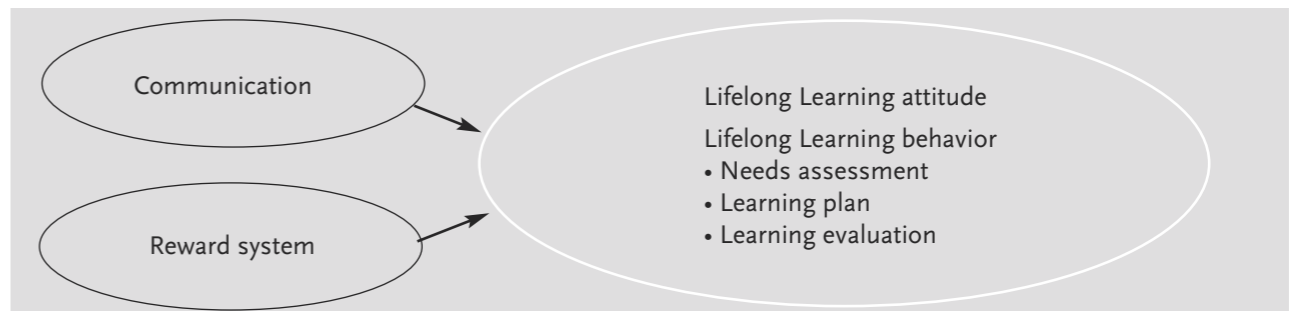 Communication
Reward system
Lifelong Learning attitude
Lifelong Learning behavior
• Needs assessment
• Learning plan
• Learning evaluation